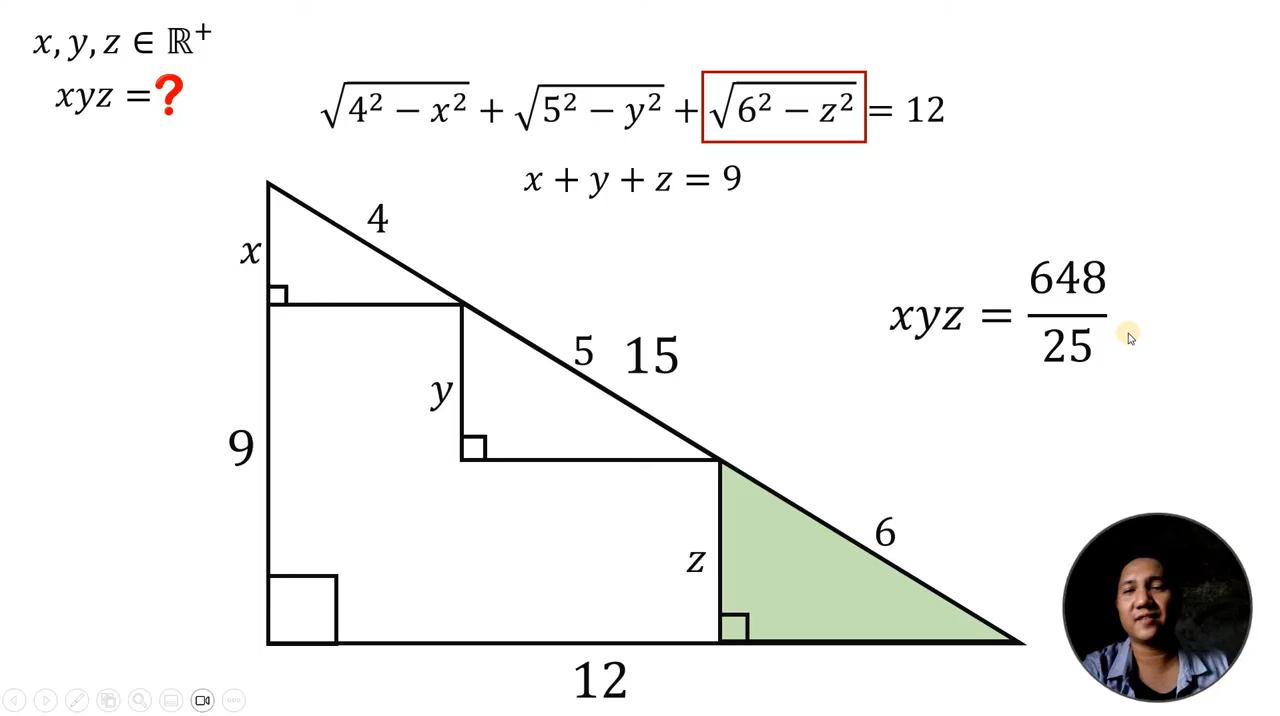 x, y, z ∈ ℝ⁺
xyz = ❓
√(4² − x²) + √(5² − y²) + √(6² − z²) = 12
x + y + z = 9
4
x
5
15
y
9
6
z
12
xyz = 648/25